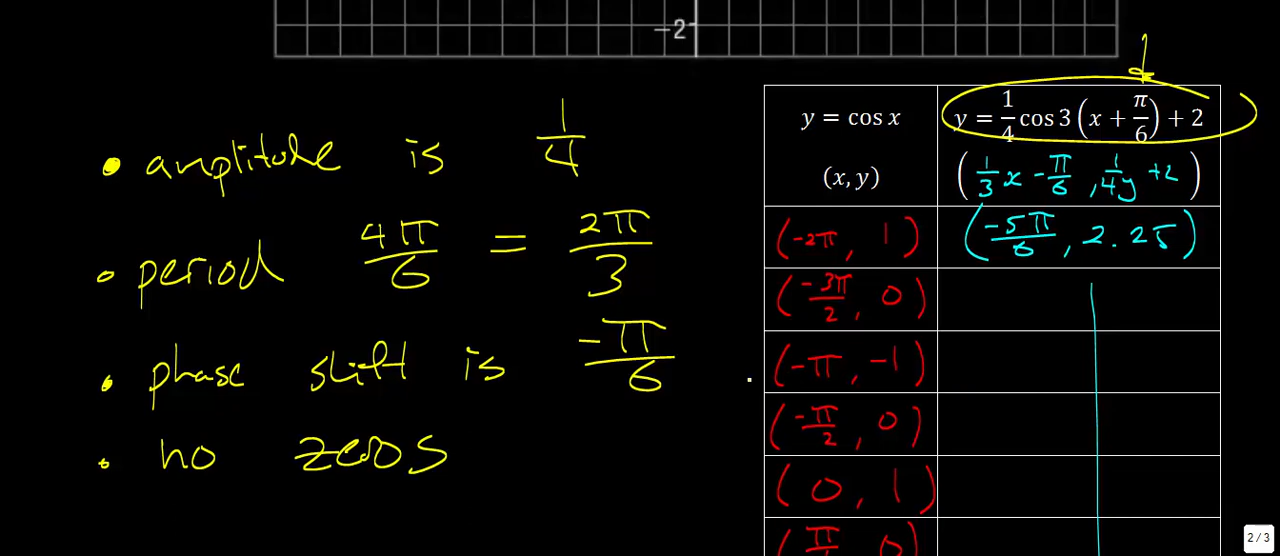 -2
• amplitude is 1/4
• period 4π/6 = 2π/3
• phase shift is -π/6
• no zeros
y = cos x
(x, y)
y = 1/4 cos 3(x + π/6) + 2
(1/3 x - π/6, 1/4 y + 2)
(-2π, 1)
(-5π/6, 2.25)
(-3π/2, 0)
(-π, -1)
(-π/2, 0)
(0, 1)
2/3